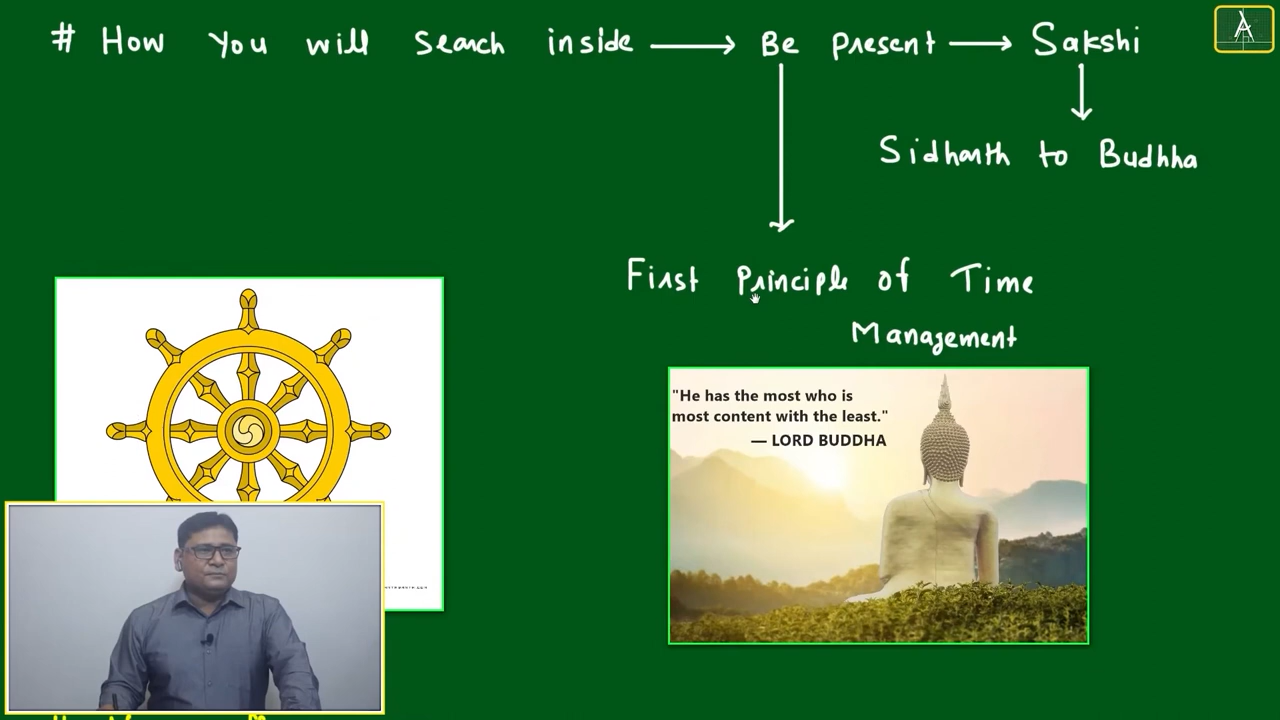 # How You will Search inside → Be present → Sakshi
Sidharth to Budhha
First Principle of Time
Management
"He has the most who is
most content with the least."
— LORD BUDDHA